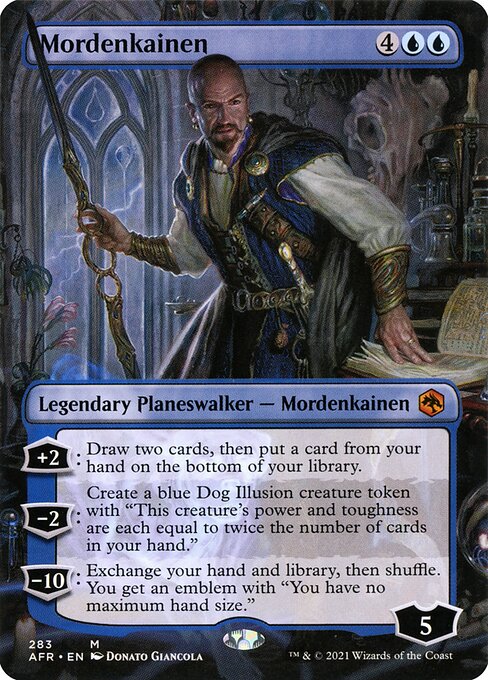 Mordenkainen 4
Legendary Planeswalker — Mordenkainen
+2: Draw two cards, then put a card from your
hand on the bottom of your library.
Create a blue Dog Illusion creature token
with “This creature's power and toughness
−2: are each equal to twice the number of cards
in your hand.”
−10: Exchange your hand and library, then shuffle.
You get an emblem with “You have no
maximum hand size.”
5
283 M
AFR • EN Donato Giancola
™ & © 2021 Wizards of the Coast